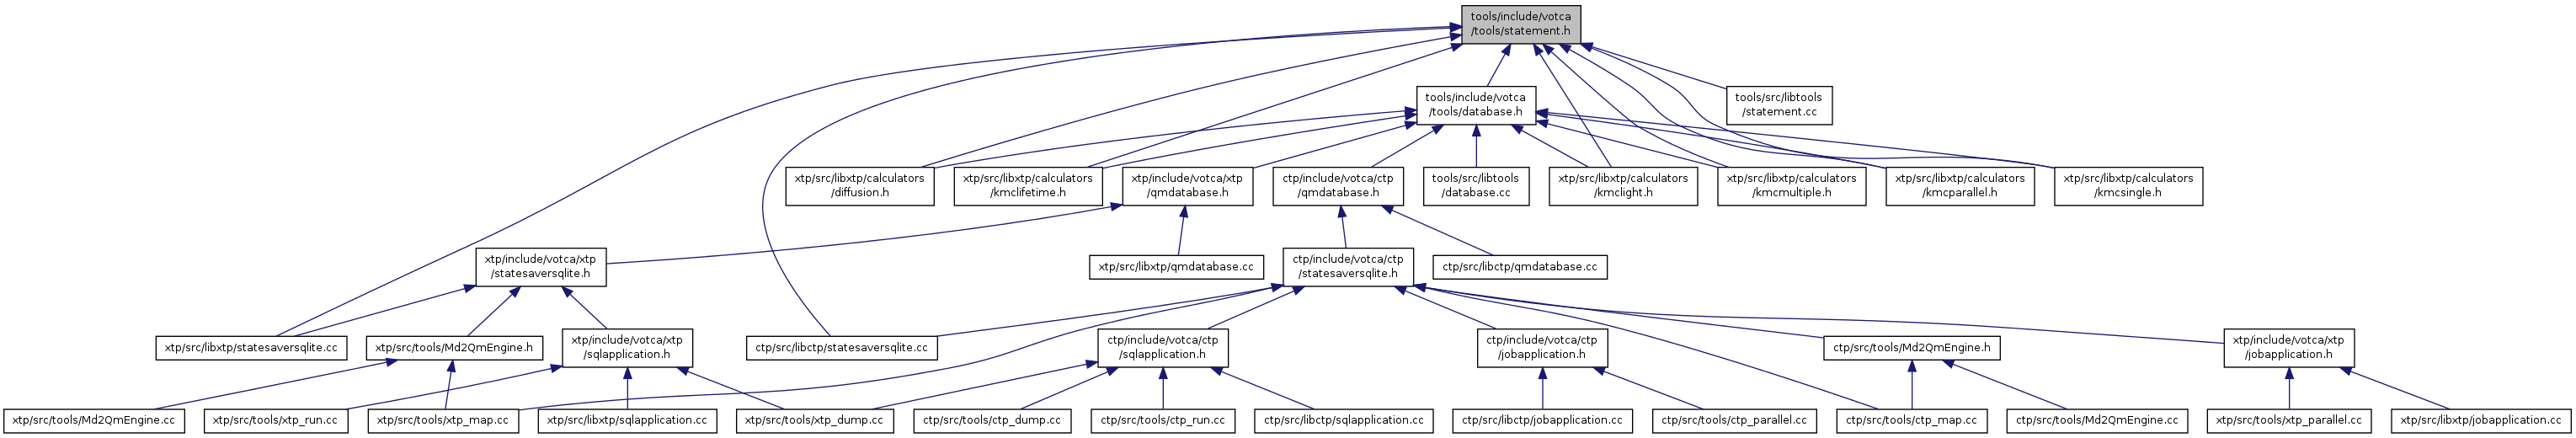 tools/include/votca
/tools/statement.h
tools/include/votca
/tools/database.h
tools/src/libtools
/statement.cc
xtp/src/libxtp/calculators
/diffusion.h
xtp/src/libxtp/calculators
/kmclifetime.h
xtp/include/votca/xtp
/qmdatabase.h
ctp/include/votca/ctp
/qmdatabase.h
tools/src/libtools
/database.cc
xtp/src/libxtp/calculators
/kmclight.h
xtp/src/libxtp/calculators
/kmcmultiple.h
xtp/src/libxtp/calculators
/kmcparallel.h
xtp/src/libxtp/calculators
/kmcsingle.h
xtp/include/votca/xtp
/statesaversqlite.h
xtp/src/libxtp/qmdatabase.cc
ctp/include/votca/ctp
/statesaversqlite.h
ctp/src/libctp/qmdatabase.cc
xtp/src/libxtp/statesaversqlite.cc
xtp/src/tools/Md2QmEngine.h
xtp/include/votca/xtp
/sqlapplication.h
ctp/src/libctp/statesaversqlite.cc
ctp/include/votca/ctp
/sqlapplication.h
ctp/include/votca/ctp
/jobapplication.h
ctp/src/tools/Md2QmEngine.h
xtp/include/votca/xtp
/jobapplication.h
xtp/src/tools/Md2QmEngine.cc
xtp/src/tools/xtp_run.cc
xtp/src/tools/xtp_map.cc
xtp/src/libxtp/sqlapplication.cc
xtp/src/tools/xtp_dump.cc
ctp/src/tools/ctp_dump.cc
ctp/src/tools/ctp_run.cc
ctp/src/libctp/sqlapplication.cc
ctp/src/libctp/jobapplication.cc
ctp/src/tools/ctp_parallel.cc
ctp/src/tools/ctp_map.cc
ctp/src/tools/Md2QmEngine.cc
xtp/src/tools/xtp_parallel.cc
xtp/src/libxtp/jobapplication.cc